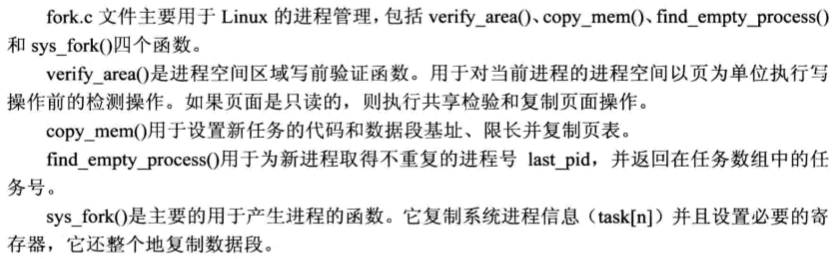 fork.c 文件主要用于 Linux 的进程管理，包括 verify_area()、copy_mem()、find_empty_process()
和 sys_fork()四个函数。
verify_area()是进程空间区域写前验证函数。用于对当前进程的进程空间以页为单位执行写
操作前的检测操作。如果页面是只读的，则执行共享检验和复制页面操作。
copy_mem()用于设置新任务的代码和数据段基址、限长并复制页表。
find_empty_process()用于为新进程取得不重复的进程号 last_pid，并返回在任务数组中的任
务号。
sys_fork()是主要的用于产生进程的函数。它复制系统进程信息（task[n]）并且设置必要的寄
存器，它还整个地复制数据段。